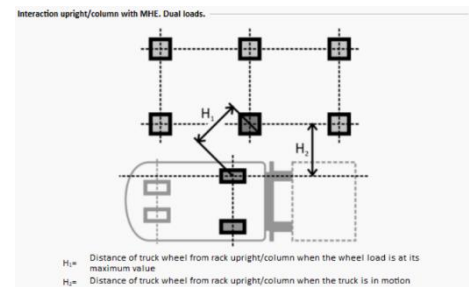 Interaction upright/column with MHE. Dual loads.
H₁
H₂
H₁= Distance of truck wheel from rack upright/column when the wheel load is at its
maximum value
H₂= Distance of truck wheel from rack upright/column when the truck is in motion